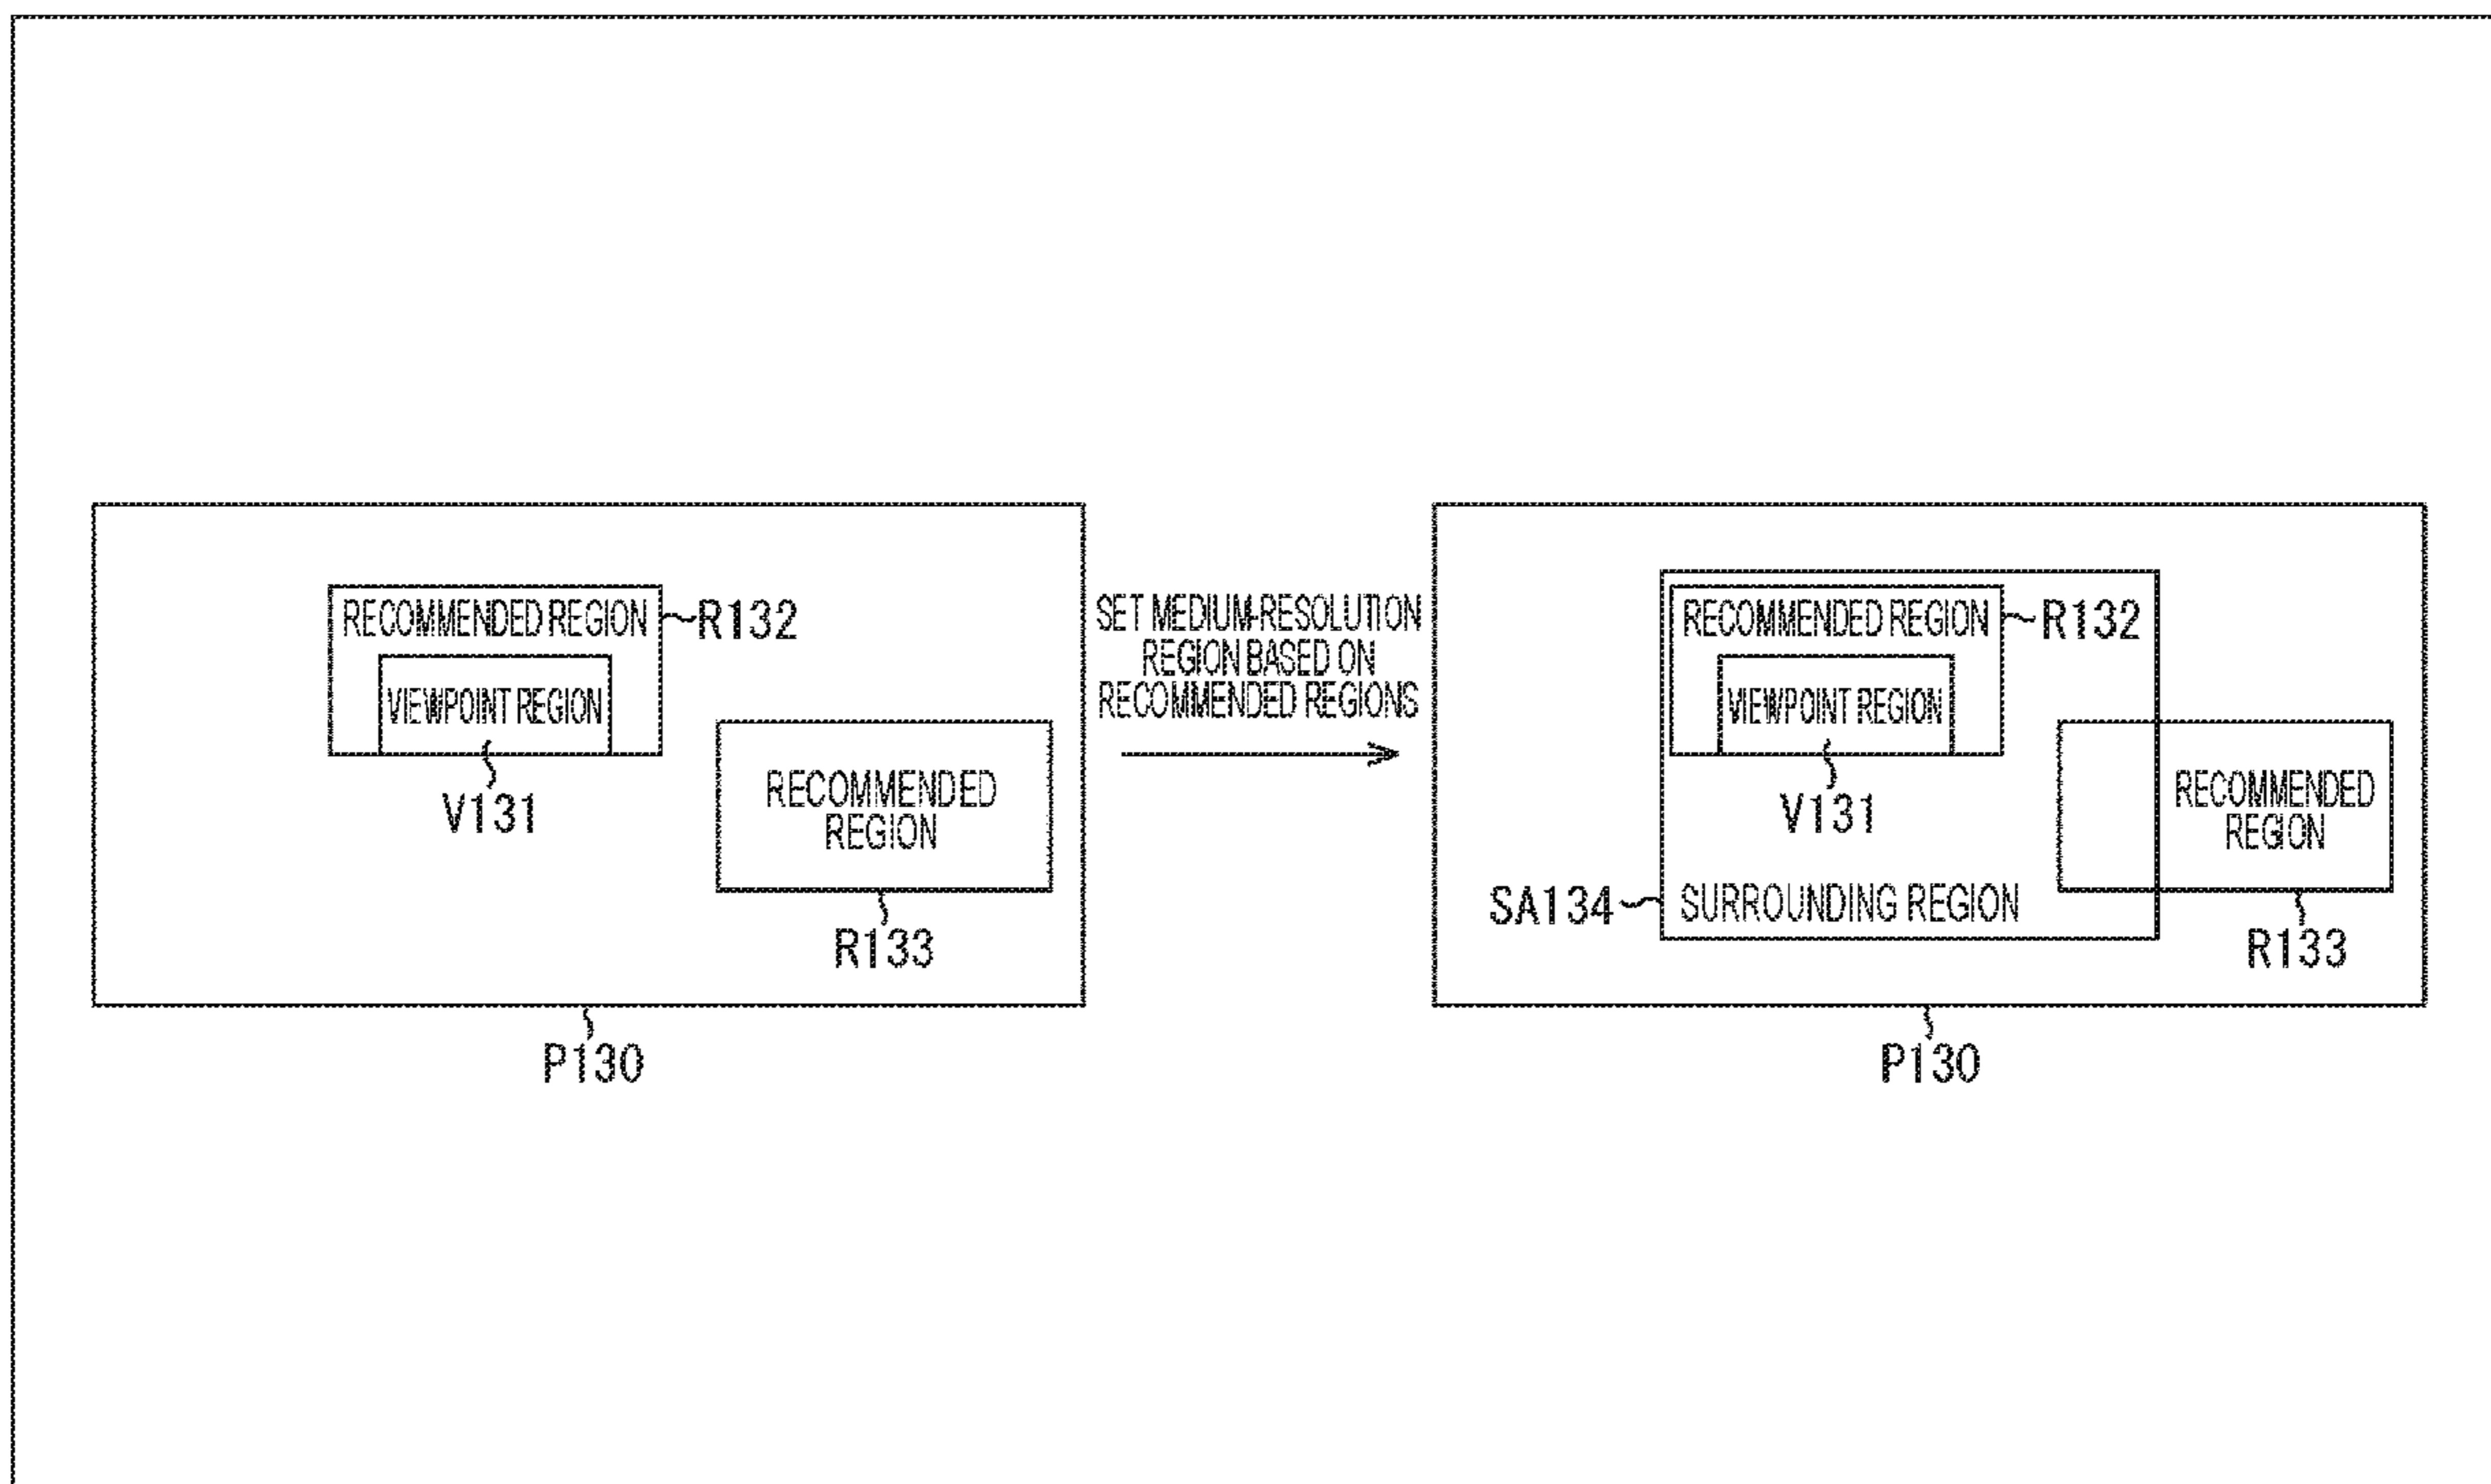 RECOMMENDED REGION
R132
VIEWPOINT REGION
V131
RECOMMENDED
REGION
R133
P130
SET MEDIUM-RESOLUTION
REGION BASED ON
RECOMMENDED REGIONS
RECOMMENDED REGION
R132
VIEWPOINT REGION
V131
RECOMMENDED
REGION
SA134
SURROUNDING REGION
R133
P130